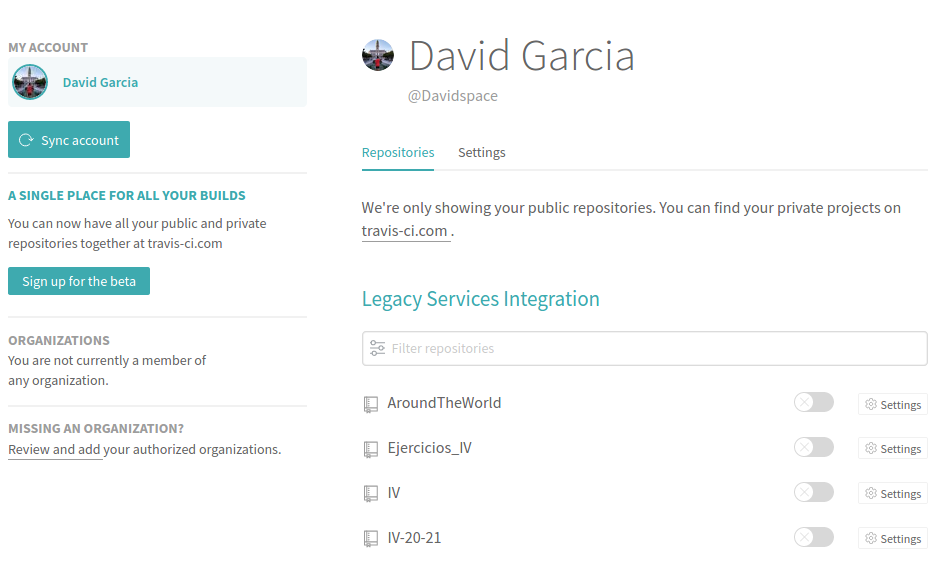 MY ACCOUNT
David Garcia
Sync account
A SINGLE PLACE FOR ALL YOUR BUILDS
You can now have all your public and private
repositories together at travis-ci.com
Sign up for the beta
ORGANIZATIONS
You are not currently a member of
any organization.
MISSING AN ORGANIZATION?
Review and add your authorized organizations.
David Garcia
@Davidspace
Repositories Settings
We're only showing your public repositories. You can find your private projects on
travis-ci.com .
Legacy Services Integration
Filter repositories
AroundTheWorld Settings
Ejercicios_IV Settings
IV Settings
IV-20-21 Settings